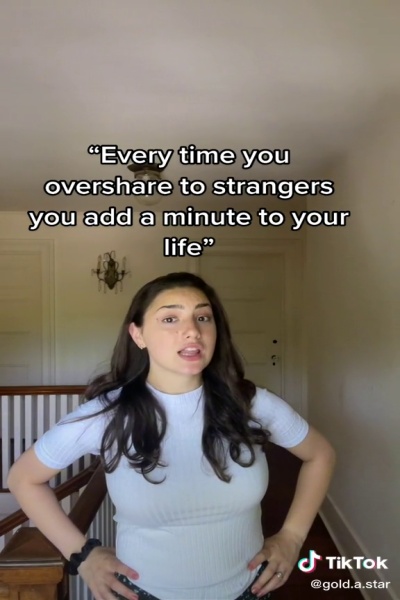 “Every time you
overshare to strangers
you add a minute to your
life”
TikTok
@gold.a.star